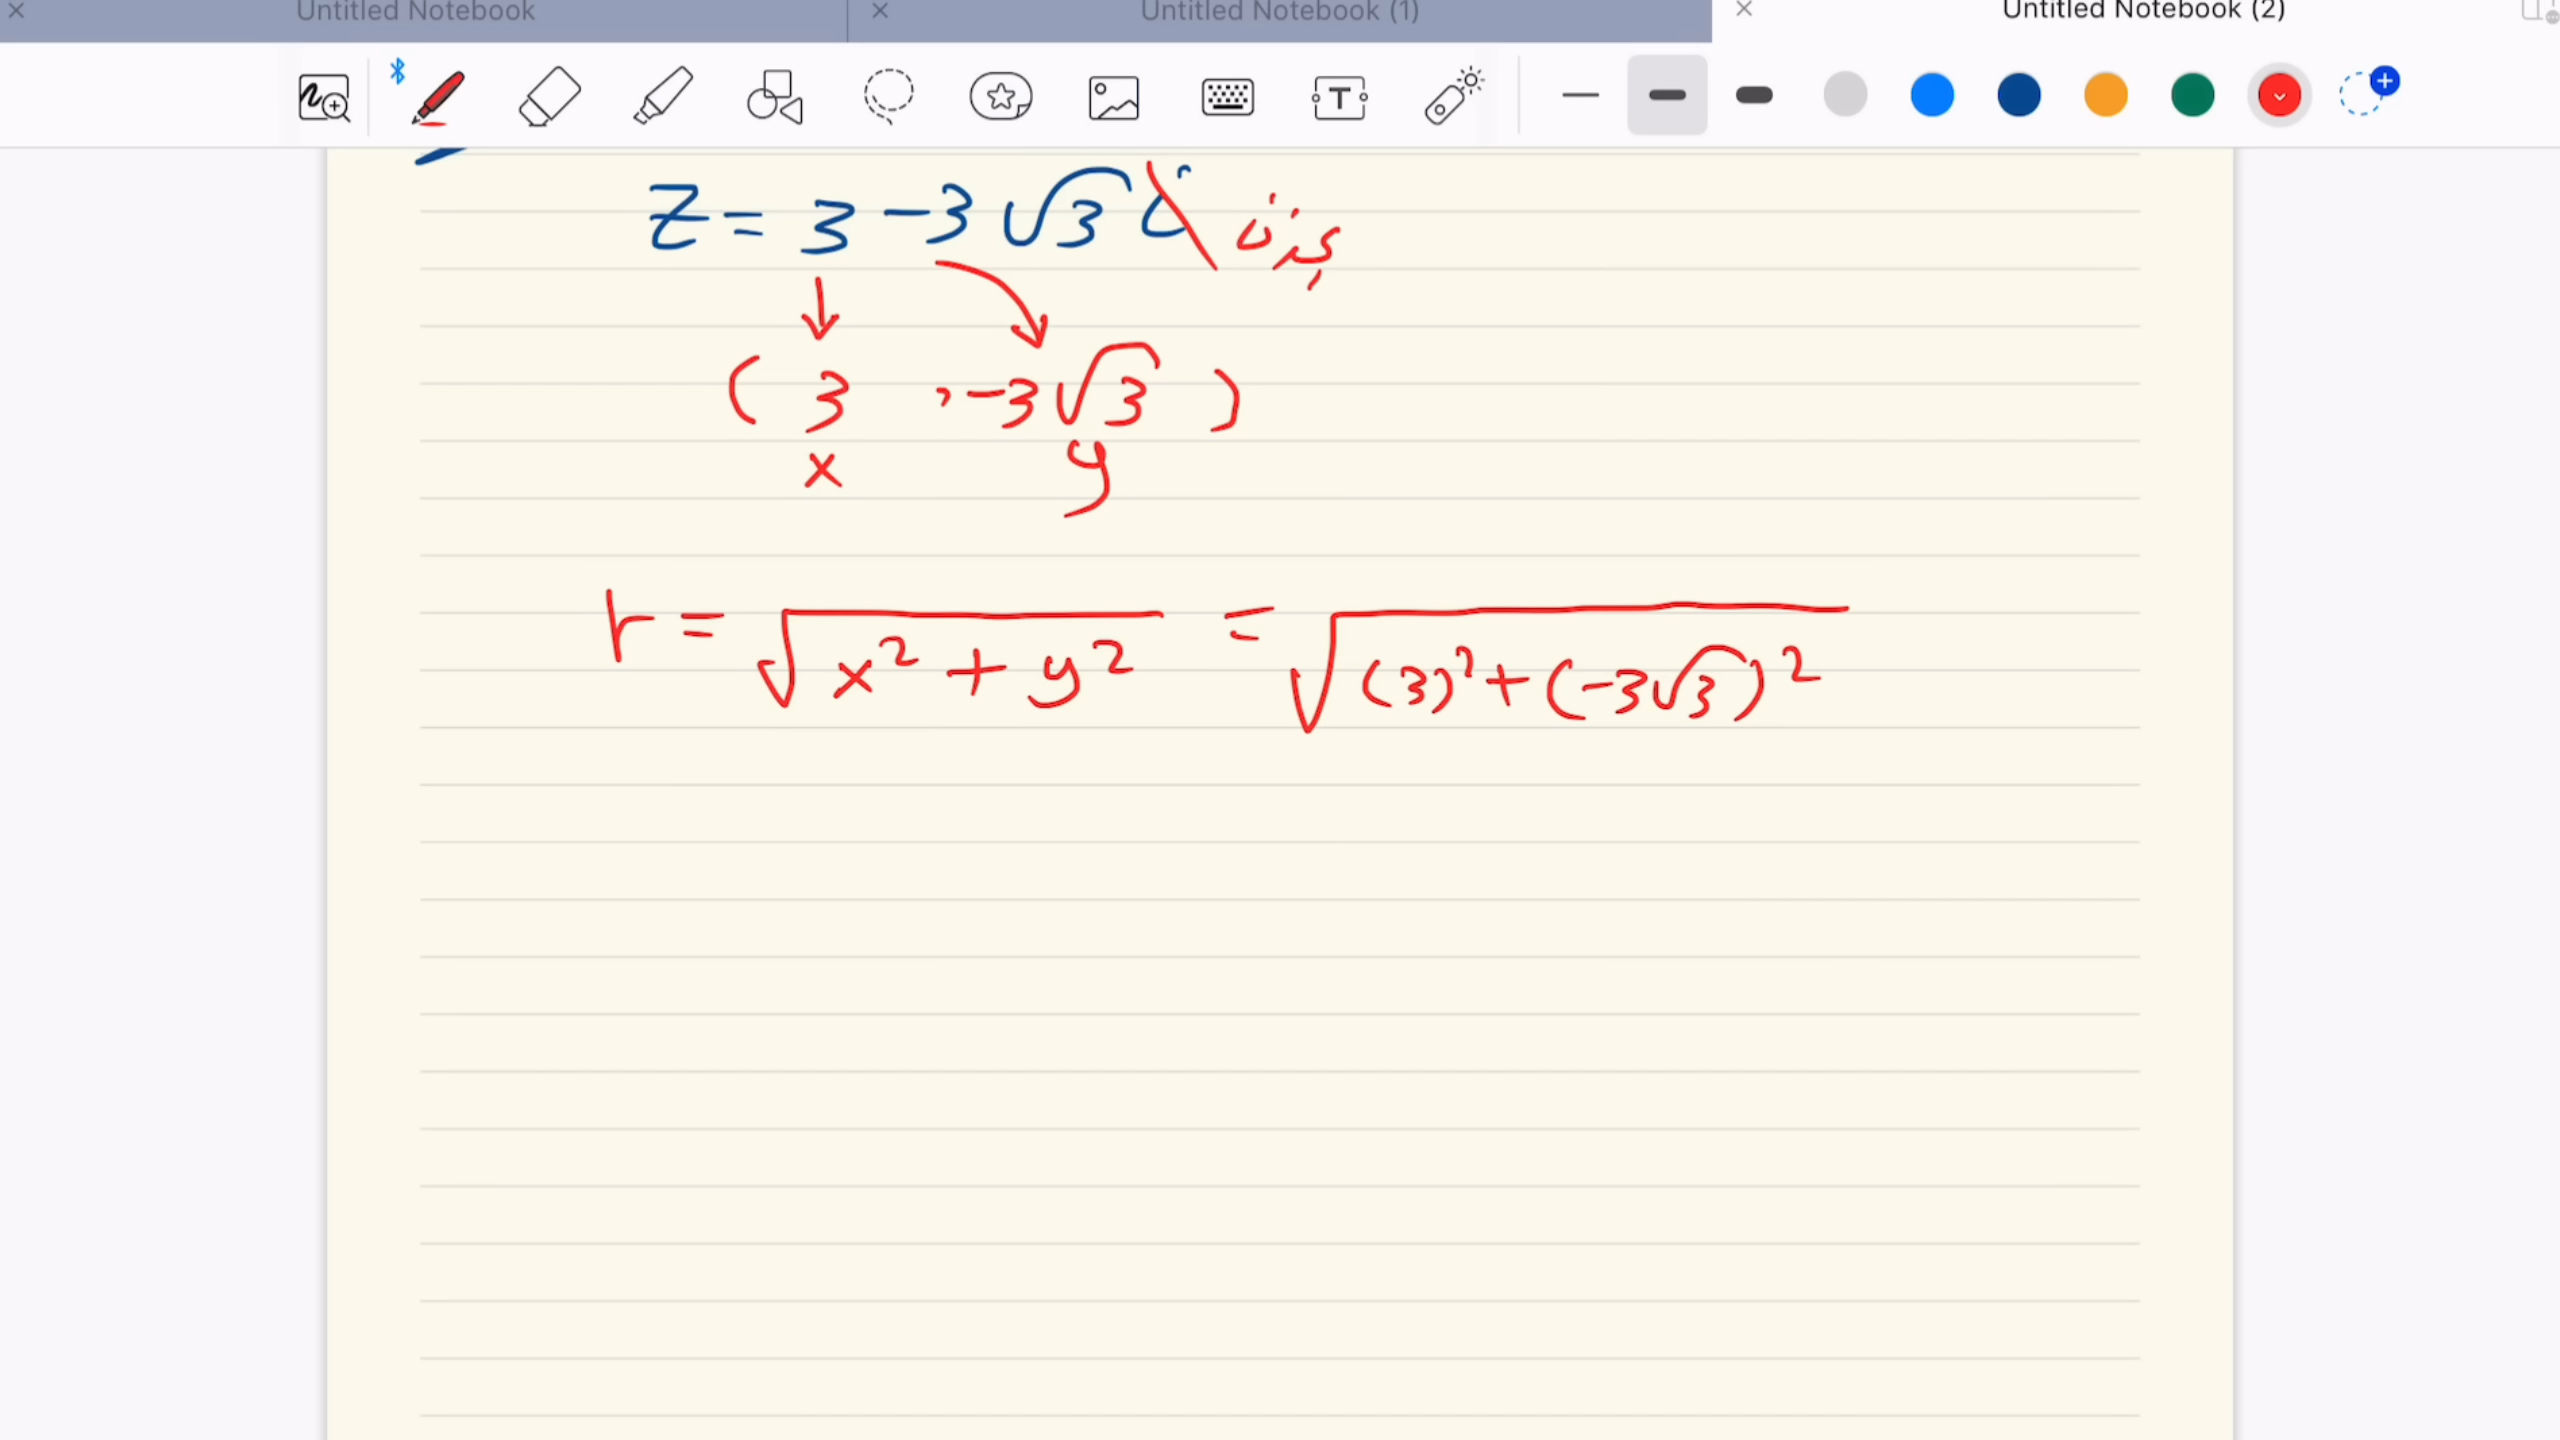 Untitled Notebook
Untitled Notebook (1)
Untitled Notebook (2)
T
z = 3 - 3√3 i
( 3 , -3√3 )
x y
r = √(x² + y²) = √((3)² + (-3√3)²)